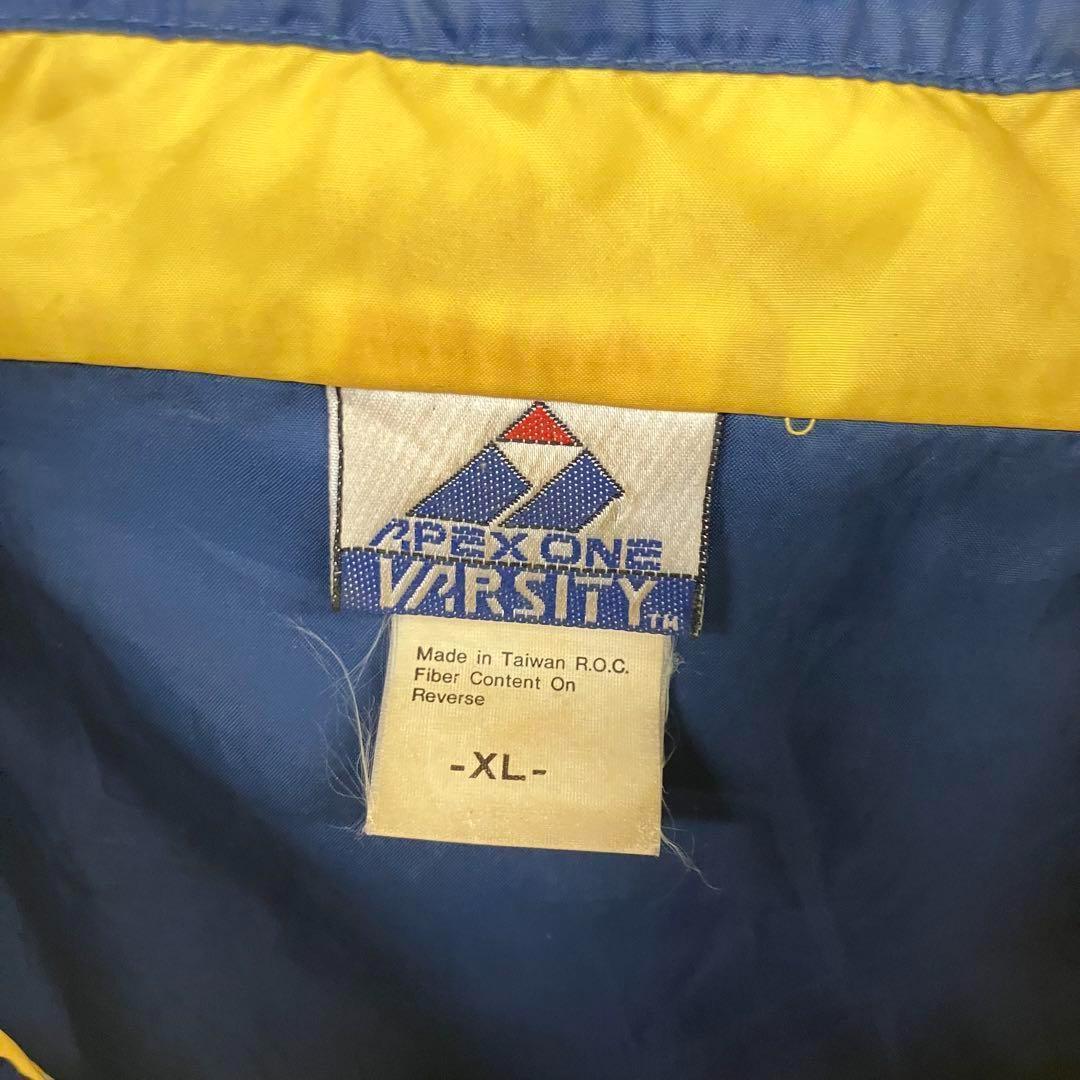 APEX ONE
VARSITY TM
Made in Taiwan R.O.C.
Fiber Content On
Reverse
-XL-